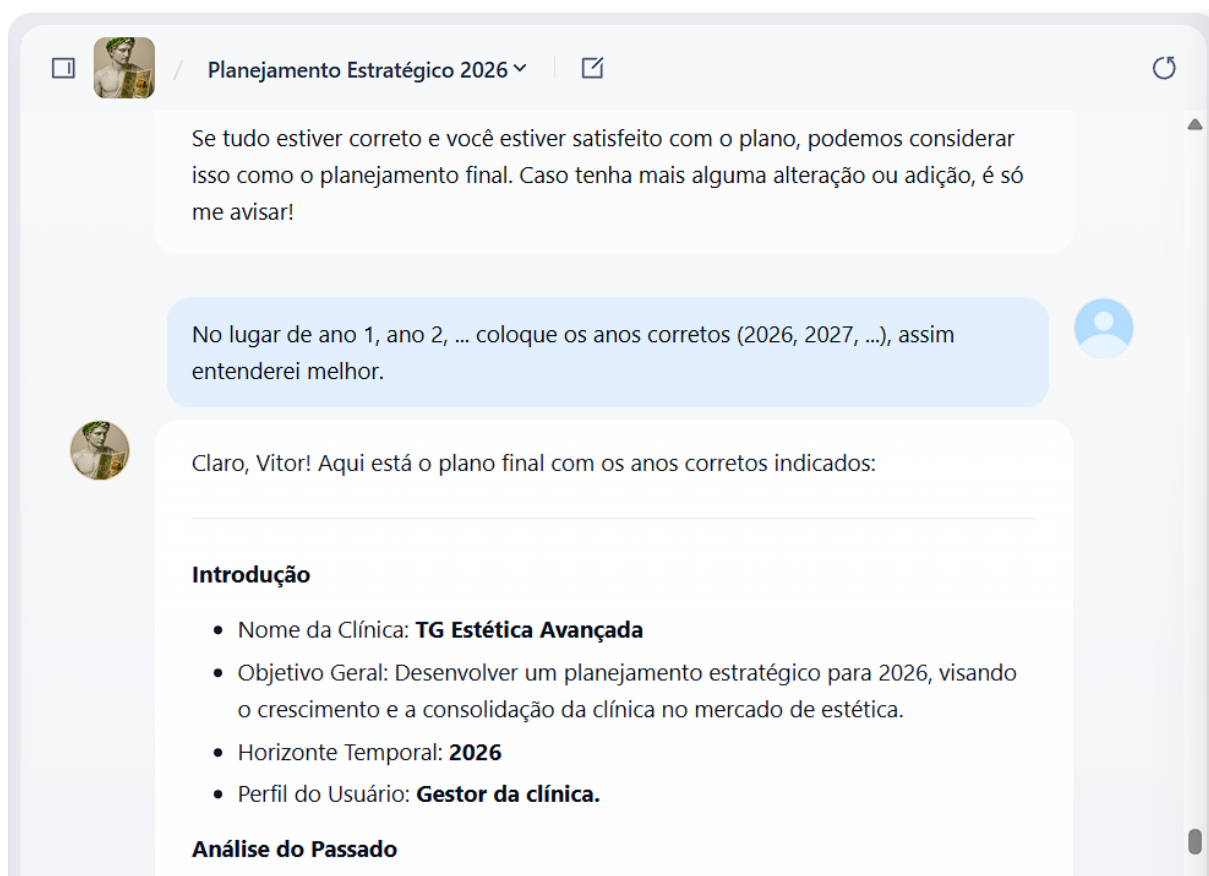 / Planejamento Estratégico 2026
Se tudo estiver correto e você estiver satisfeito com o plano, podemos considerar
isso como o planejamento final. Caso tenha mais alguma alteração ou adição, é só
me avisar!
No lugar de ano 1, ano 2, ... coloque os anos corretos (2026, 2027, ...), assim
entenderei melhor.
Claro, Vitor! Aqui está o plano final com os anos corretos indicados:
Introdução
• Nome da Clínica: TG Estética Avançada
• Objetivo Geral: Desenvolver um planejamento estratégico para 2026, visando
o crescimento e a consolidação da clínica no mercado de estética.
• Horizonte Temporal: 2026
• Perfil do Usuário: Gestor da clínica.
Análise do Passado